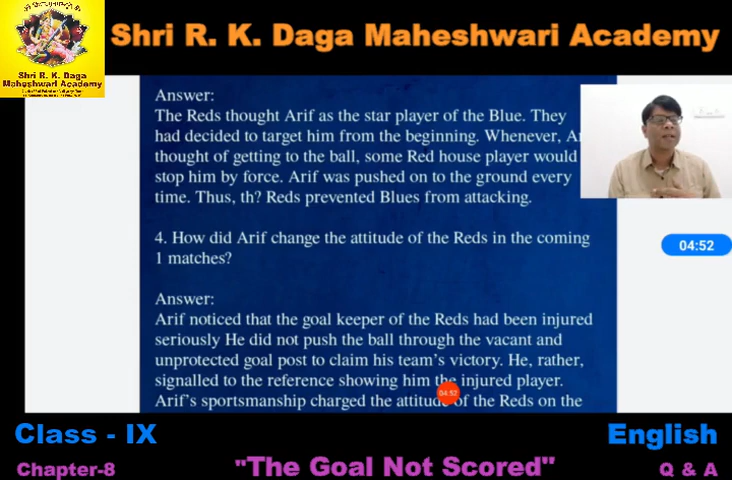 Shri R. K. Daga Maheshwari Academy
Shri R. K. Daga
Maheshwari Academy
Answer:
The Reds thought Arif as the star player of the Blue. They
had decided to target him from the beginning. Whenever, A
thought of getting to the ball, some Red house player would
stop him by force. Arif was pushed on to the ground every
time. Thus, th? Reds prevented Blues from attacking.
4. How did Arif change the attitude of the Reds in the coming
1 matches?
04:52
Answer:
Arif noticed that the goal keeper of the Reds had been injured
seriously He did not push the ball through the vacant and
unprotected goal post to claim his team's victory. He, rather,
signalled to the reference showing him the injured player.
04:52
Arif's sportsmanship charged the attitude of the Reds on the
Class - IX
English
Chapter-8
"The Goal Not Scored"
Q & A